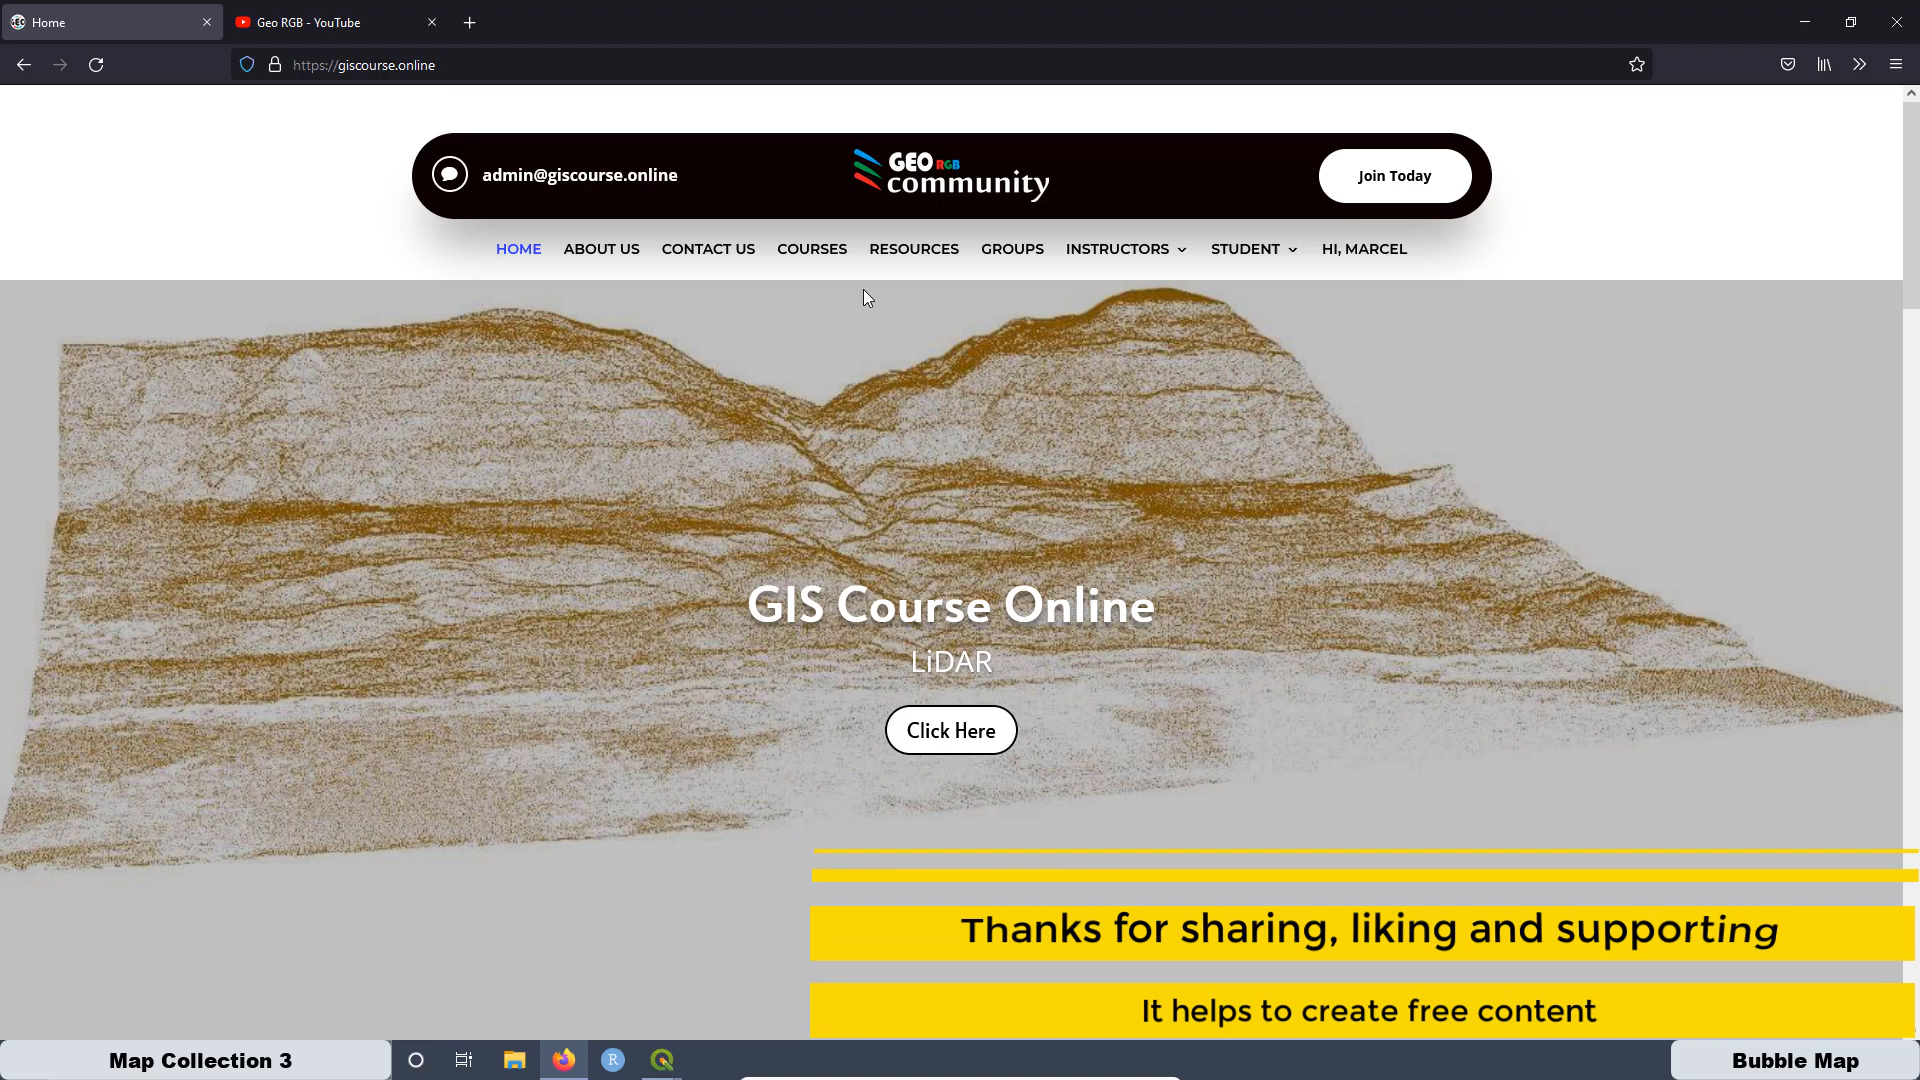 Home
Geo RGB - YouTube
https://giscourse.online
admin@giscourse.online
GEO RGB
community
Join Today
HOME ABOUT US CONTACT US COURSES RESOURCES GROUPS INSTRUCTORS STUDENT HI, MARCEL
GIS Course Online
LiDAR
Click Here
Thanks for sharing, liking and supporting
It helps to create free content
Map Collection 3
R
Bubble Map